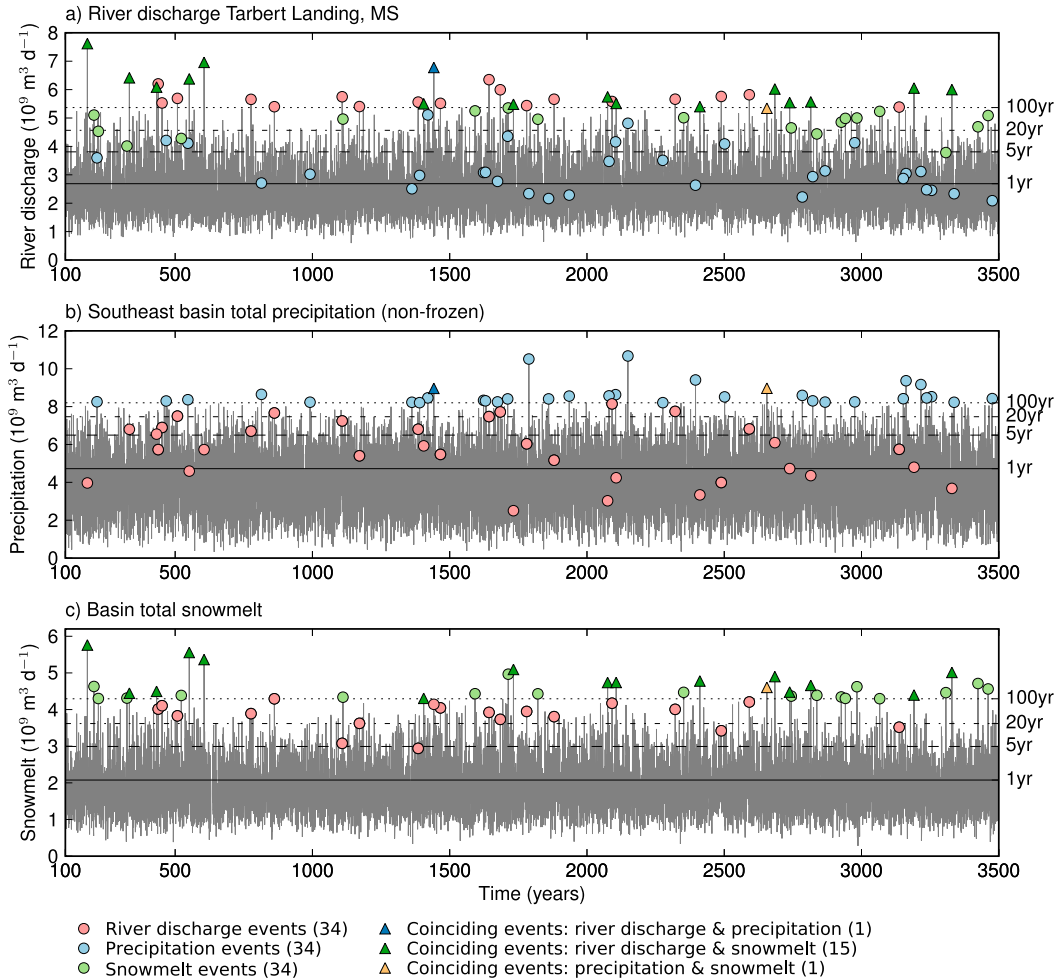 a) River discharge Tarbert Landing, MS
River discharge (10⁹ m³ d⁻¹)
8
7
6
5
4
3
2
1
0
100yr
20yr
5yr
1yr
100 500 1000 1500 2000 2500 3000 3500
b) Southeast basin total precipitation (non-frozen)
Precipitation (10⁹ m³ d⁻¹)
12
10
8
6
4
2
0
100yr
20yr
5yr
1yr
100 500 1000 1500 2000 2500 3000 3500
c) Basin total snowmelt
Snowmelt (10⁹ m³ d⁻¹)
6
5
4
3
2
1
0
100yr
20yr
5yr
1yr
100 500 1000 1500 2000 2500 3000 3500
Time (years)
River discharge events (34)
Precipitation events (34)
Snowmelt events (34)
Coinciding events: river discharge & precipitation (1)
Coinciding events: river discharge & snowmelt (15)
Coinciding events: precipitation & snowmelt (1)